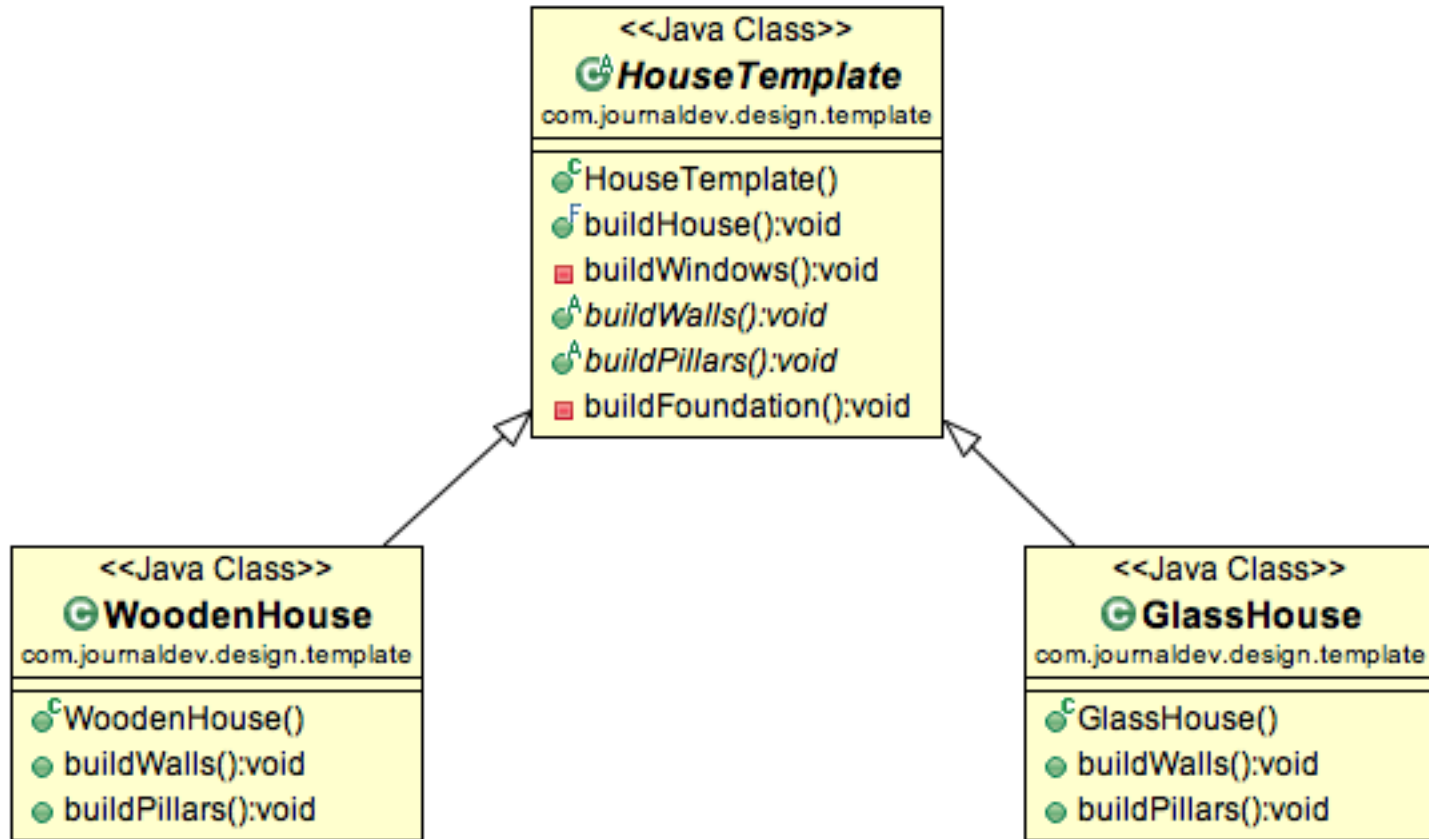 <<Java Class>>
HouseTemplate
com.journaldev.design.template
HouseTemplate()
buildHouse():void
buildWindows():void
buildWalls():void
buildPillars():void
buildFoundation():void
<<Java Class>>
WoodenHouse
com.journaldev.design.template
WoodenHouse()
buildWalls():void
buildPillars():void
<<Java Class>>
GlassHouse
com.journaldev.design.template
GlassHouse()
buildWalls():void
buildPillars():void